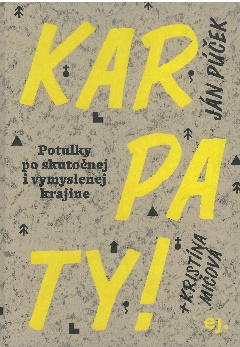 KAR
PA
TY!
JÁN PÚČEK
Potulky
po skutočnej
i vymyslenej
krajine
+ KRISTÍNA
MIČOVÁ
ej.